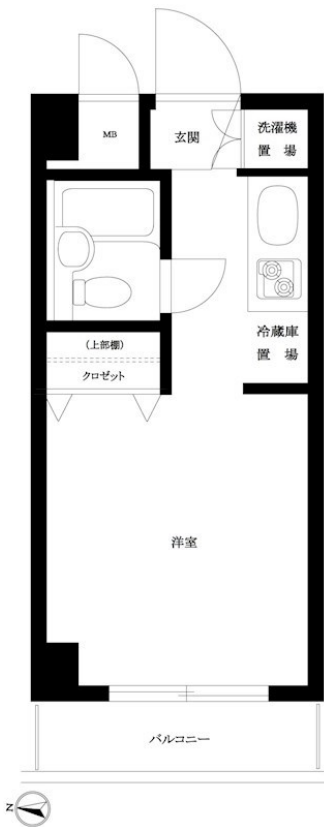 MB
玄関
洗濯機
置 場
冷蔵庫
置 場
(上部棚)
クロゼット
洋室
バルコニー
N